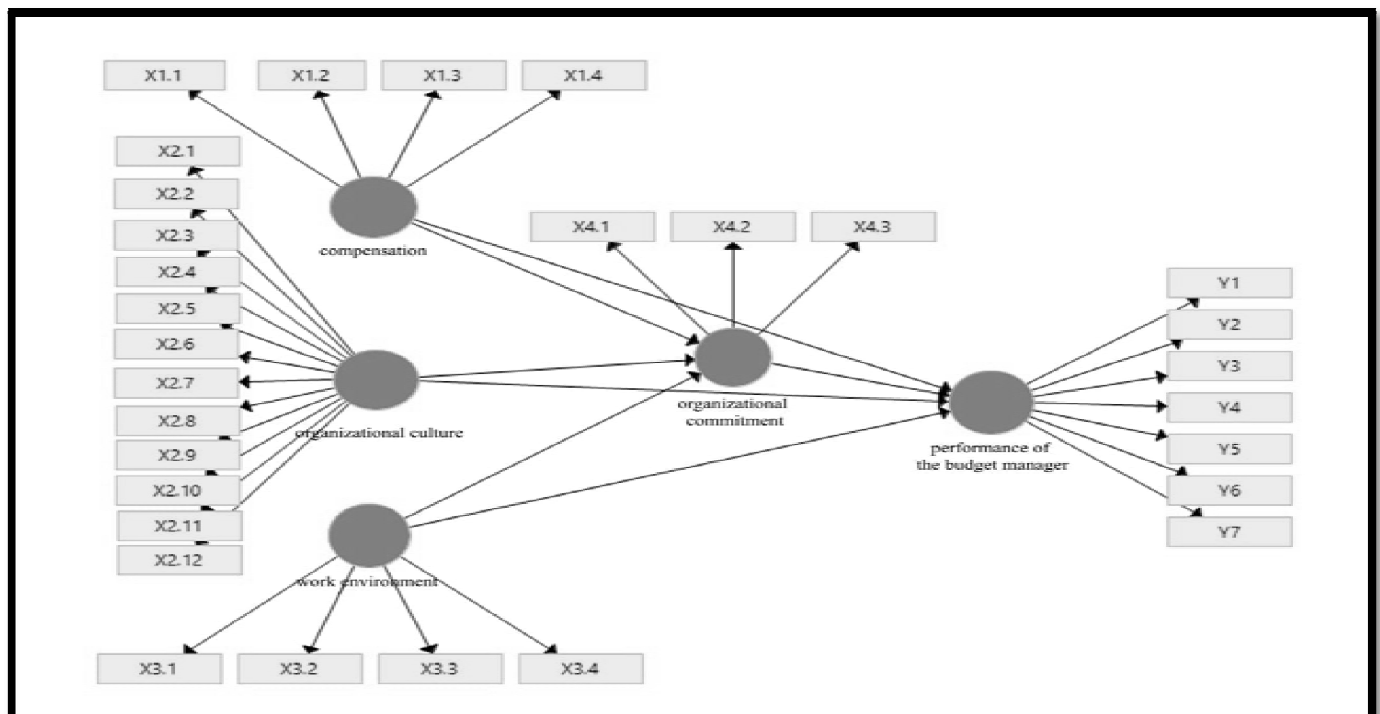 X1.1
X1.2
X1.3
X1.4
X2.1
X2.2
X2.3
X2.4
X2.5
X2.6
X2.7
X2.8
X2.9
X2.10
X2.11
X2.12
compensation
X4.1
X4.2
X4.3
organizational
commitment
organizational culture
Y1
Y2
Y3
Y4
Y5
Y6
Y7
performance of
the budget manager
work environment
X3.1
X3.2
X3.3
X3.4